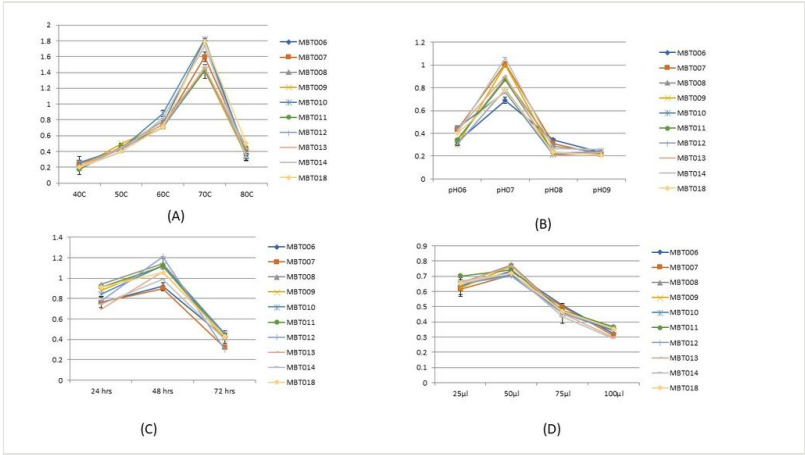 2
1.8
1.6
1.4
1.2
1
0.8
0.6
0.4
0.2
0
40C 50C 60C 70C 80C
MBT006
MBT007
MBT008
MBT009
MBT010
MBT011
MBT012
MBT013
MBT014
MBT018
(A)
1.2
1
0.8
0.6
0.4
0.2
0
pH06 pH07 pH08 pH09
MBT006
MBT007
MBT008
MBT009
MBT010
MBT011
MBT012
MBT013
MBT014
MBT018
(B)
1.4
1.2
1
0.8
0.6
0.4
0.2
0
24 hrs 48 hrs 72 hrs
MBT006
MBT007
MBT008
MBT009
MBT010
MBT011
MBT012
MBT013
MBT014
MBT018
(C)
0.9
0.8
0.7
0.6
0.5
0.4
0.3
0.2
0.1
0
25µl 50µl 75µl 100µl
MBT006
MBT007
MBT008
MBT009
MBT010
MBT011
MBT012
MBT013
MBT014
MBT018
(D)